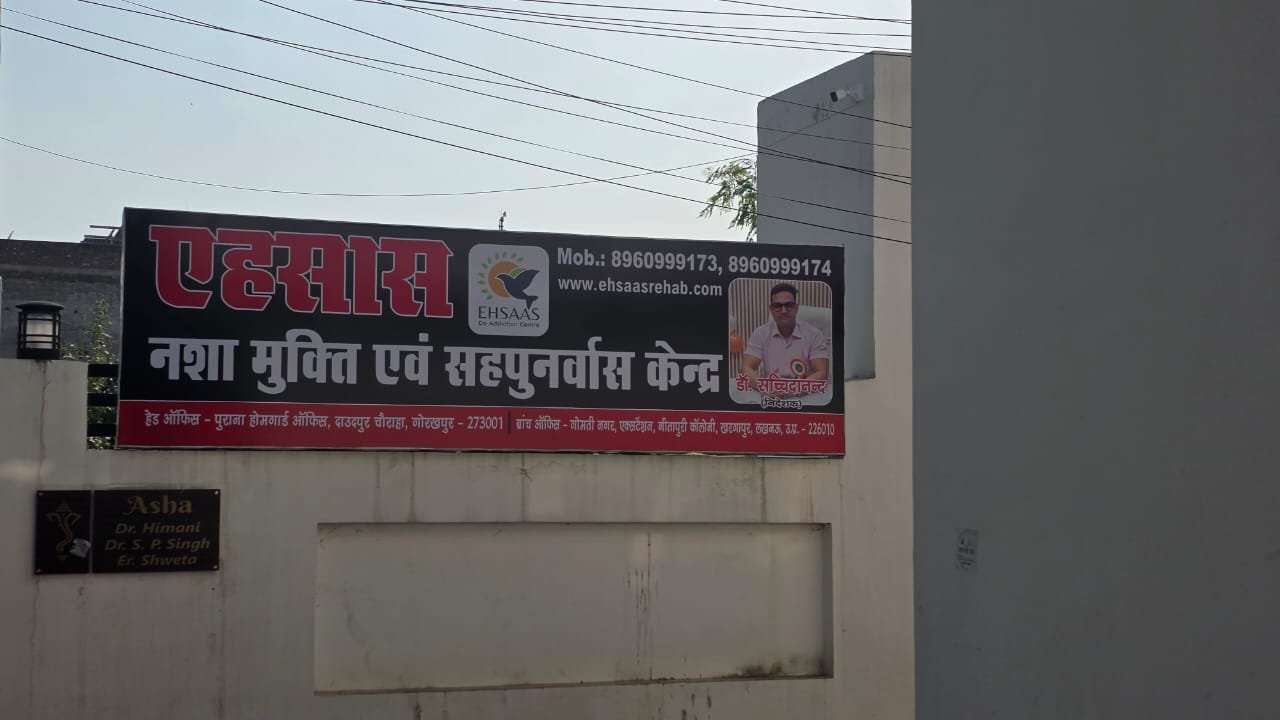 एहसास
EHSAAS
De-Addiction Centre
Mob.: 8960999173, 8960999174
www.ehsaasrehab.com
नशा मुक्ति एवं सहपुनर्वास केन्द्र
डॉ. सच्चिदानन्द
(निदेशक)
हेड ऑफिस - पुराना होमगार्ड ऑफिस, दाउदपुर चौराहा, गोरखपुर - 273001 | ब्रांच ऑफिस - गोमती नगर, एक्सटेंशन, गीतापुरी कॉलोनी, खरगापुर, लखनऊ, उ.प्र. - 226010
Asha
Dr. Himani
Dr. S. P. Singh
Er. Shweta